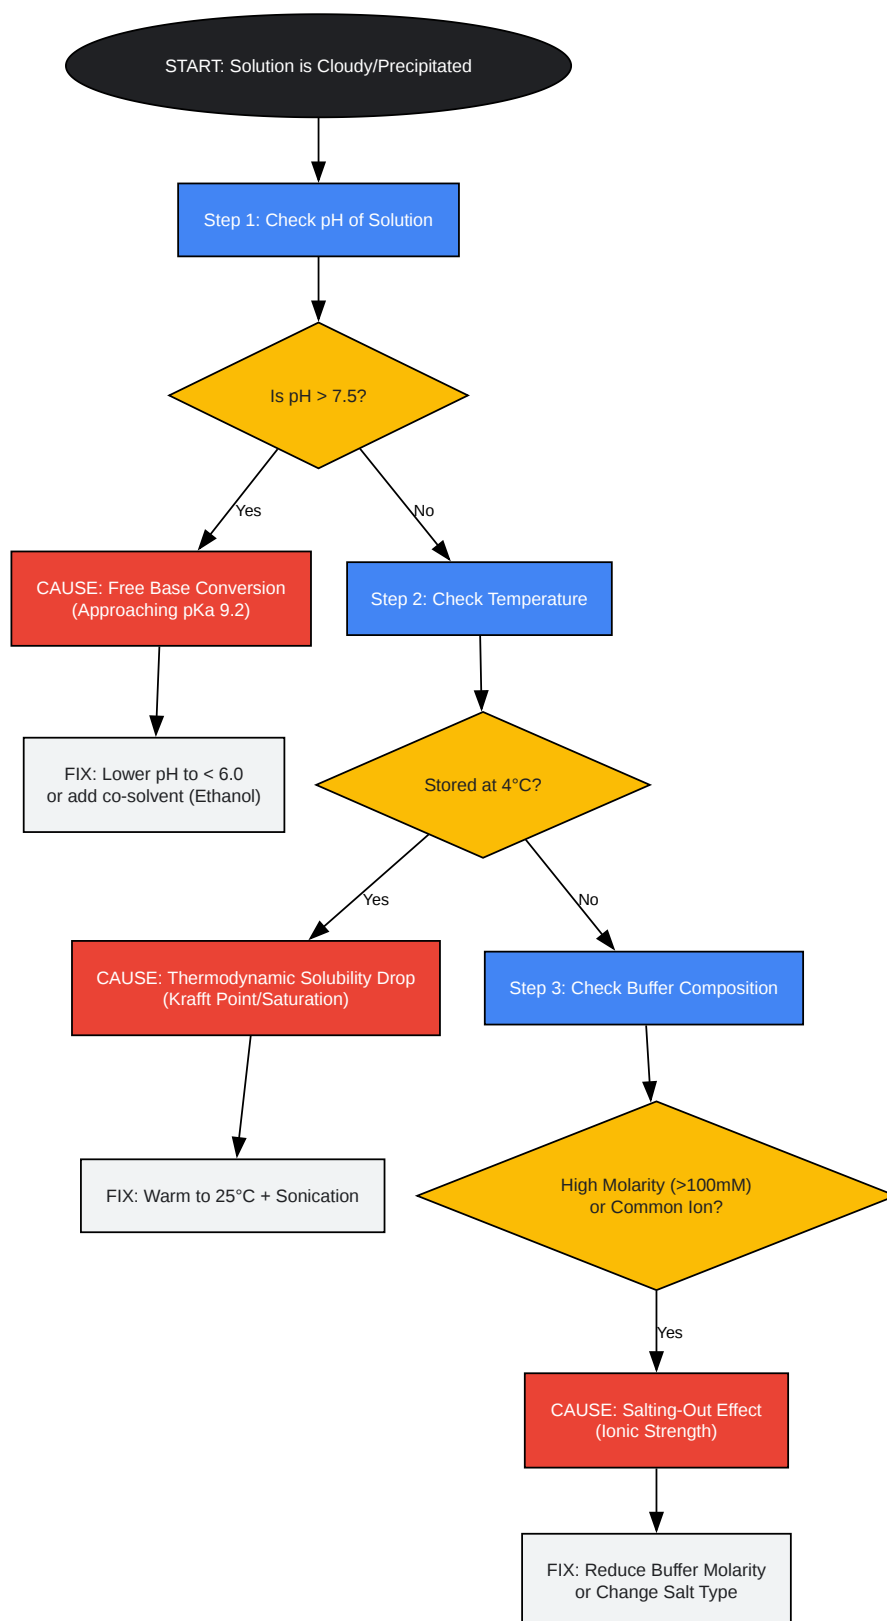 START: Solution is Cloudy/Precipitated
Step 1: Check pH of Solution
Is pH > 7.5?
Yes
No
CAUSE: Free Base Conversion
(Approaching pKa 9.2)
Step 2: Check Temperature
FIX: Lower pH to < 6.0
or add co-solvent (Ethanol)
Stored at 4°C?
Yes
No
CAUSE: Thermodynamic Solubility Drop
(Krafft Point/Saturation)
Step 3: Check Buffer Composition
FIX: Warm to 25°C + Sonication
High Molarity (>100mM)
or Common Ion?
Yes
CAUSE: Salting-Out Effect
(Ionic Strength)
FIX: Reduce Buffer Molarity
or Change Salt Type